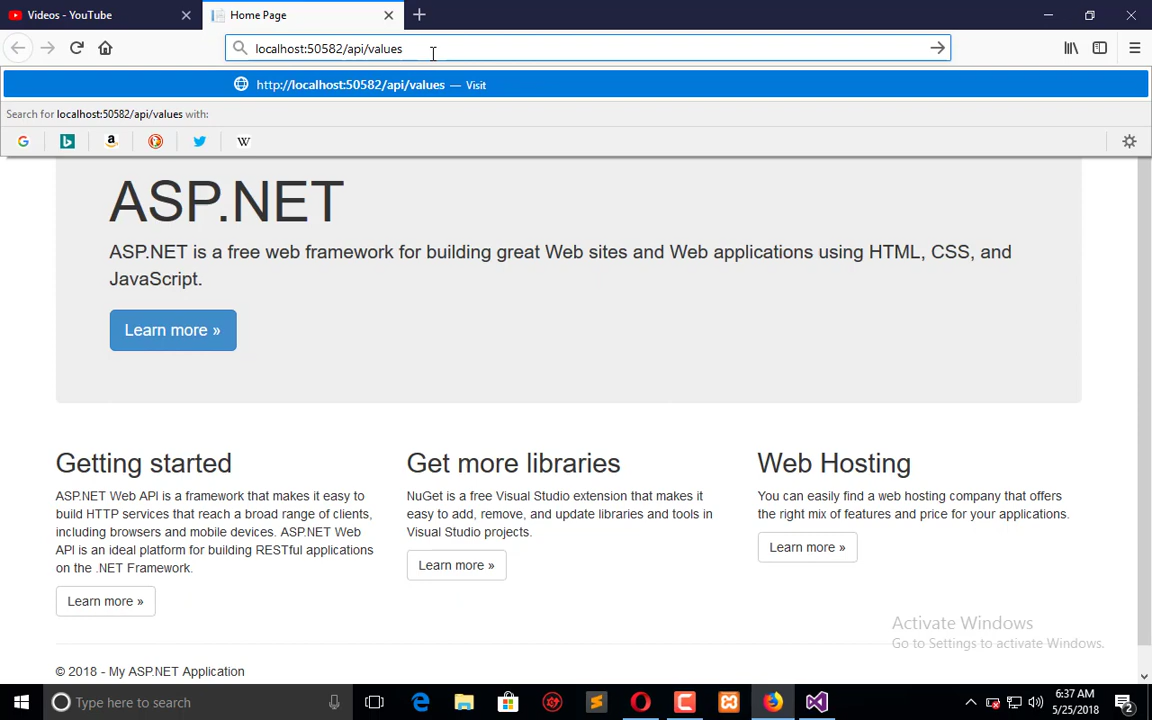 Videos - YouTube
Home Page
localhost:50582/api/values
http://localhost:50582/api/values — Visit
Search for localhost:50582/api/values with:
ASP.NET
ASP.NET is a free web framework for building great Web sites and Web applications using HTML, CSS, and
JavaScript.
Learn more »
Getting started
ASP.NET Web API is a framework that makes it easy to
build HTTP services that reach a broad range of clients,
including browsers and mobile devices. ASP.NET Web
API is an ideal platform for building RESTful applications
on the .NET Framework.
Learn more »
Get more libraries
NuGet is a free Visual Studio extension that makes it
easy to add, remove, and update libraries and tools in
Visual Studio projects.
Learn more »
Web Hosting
You can easily find a web hosting company that offers
the right mix of features and price for your applications.
Learn more »
Activate Windows
Go to Settings to activate Windows.
© 2018 - My ASP.NET Application
Type here to search
6:37 AM
5/25/2018
2